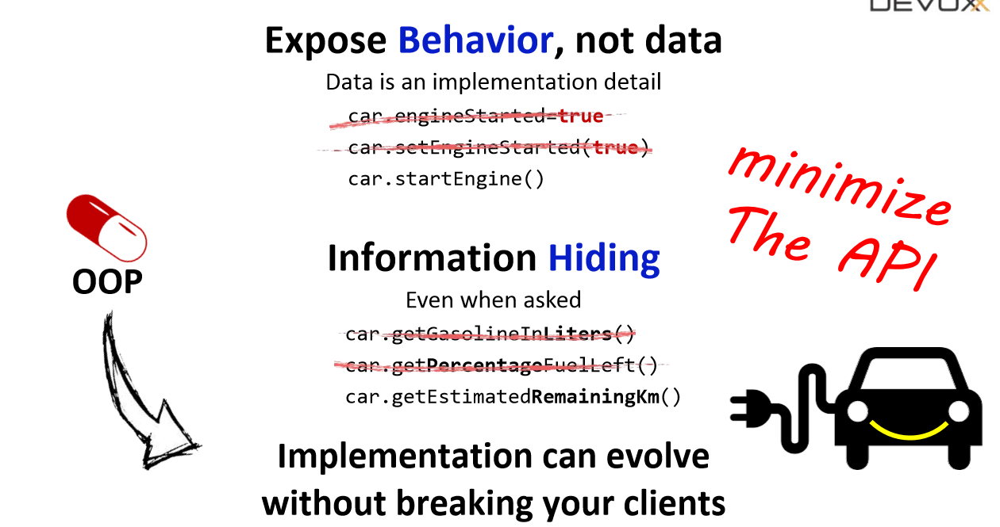 DEVOXX
Expose Behavior, not data
Data is an implementation detail
car.engineStarted=true
car.setEngineStarted(true)
car.startEngine()
minimize
The API
OOP
Information Hiding
Even when asked
car.getGasolineInLiters()
car.getPercentageFuelLeft()
car.getEstimatedRemainingKm()
Implementation can evolve
without breaking your clients